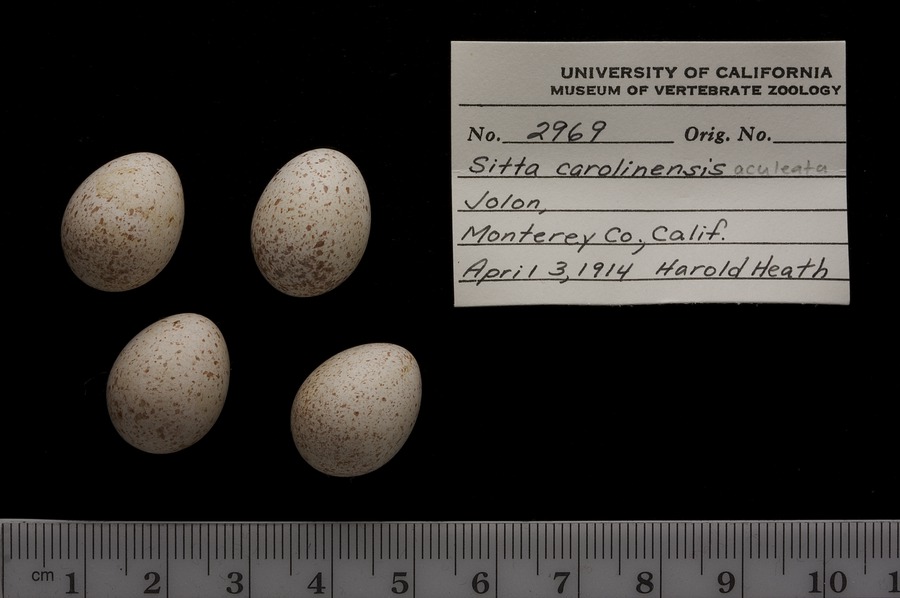 UNIVERSITY OF CALIFORNIA
MUSEUM OF VERTEBRATE ZOOLOGY
No. 2969 Orig. No.
Sitta carolinensis aculeata
Jolon,
Monterey Co., Calif.
April 3, 1914 Harold Heath
cm 1 2 3 4 5 6 7 8 9 10 1